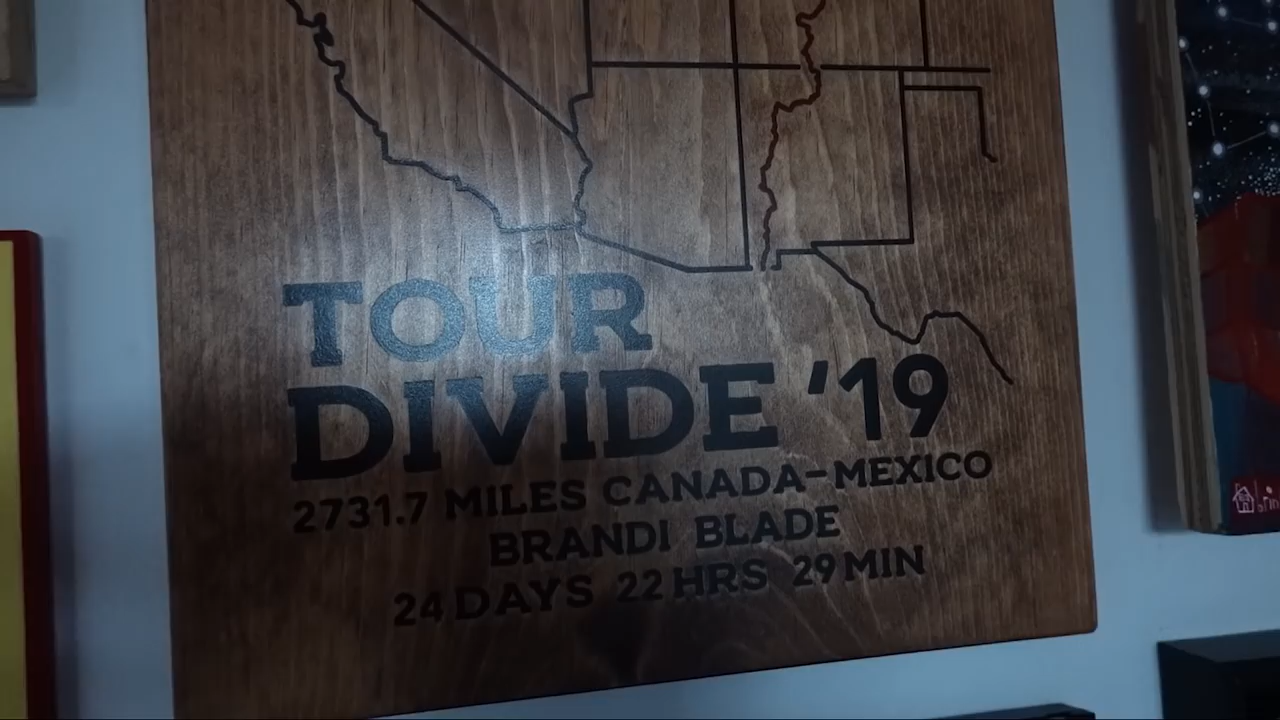 TOUR
DIVIDE '19
2731.7 MILES CANADA-MEXICO
BRANDI BLADE
24 DAYS 22 HRS 29 MIN